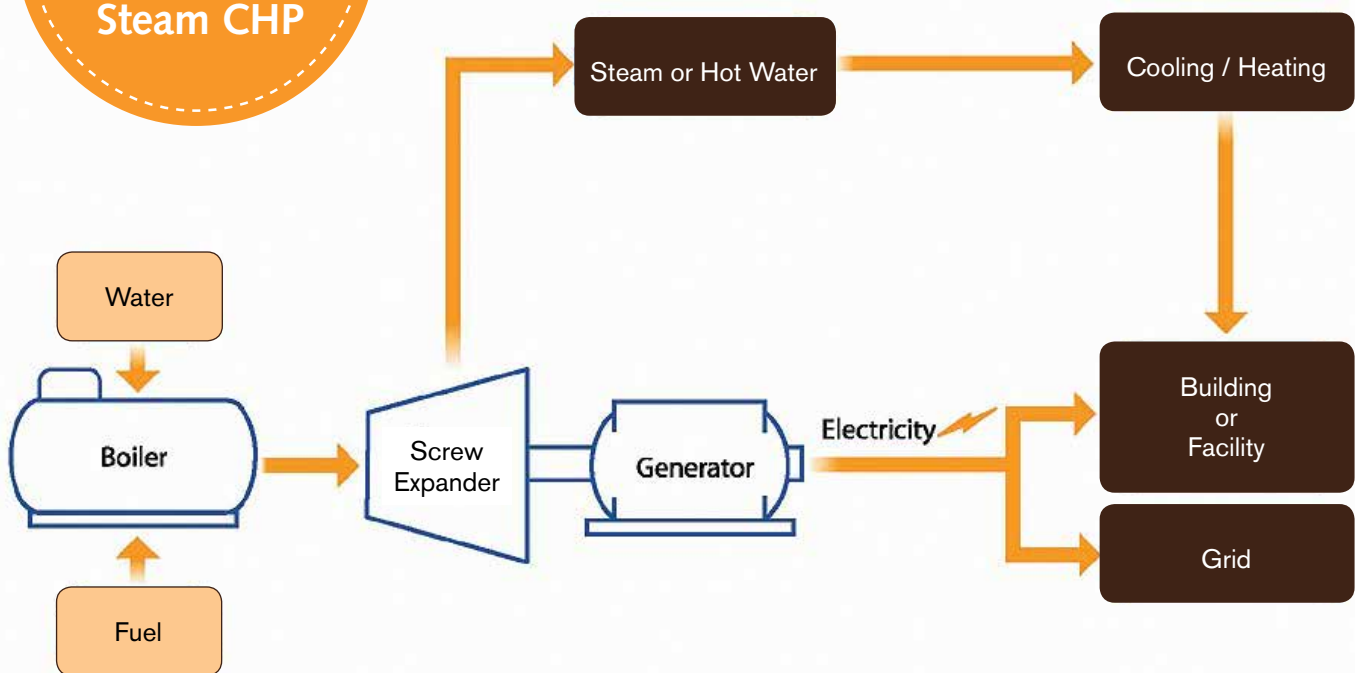 Steam CHP
Steam or Hot Water
Cooling / Heating
Water
Boiler
Screw
Expander
Generator
Electricity
Building
or
Facility
Grid
Fuel